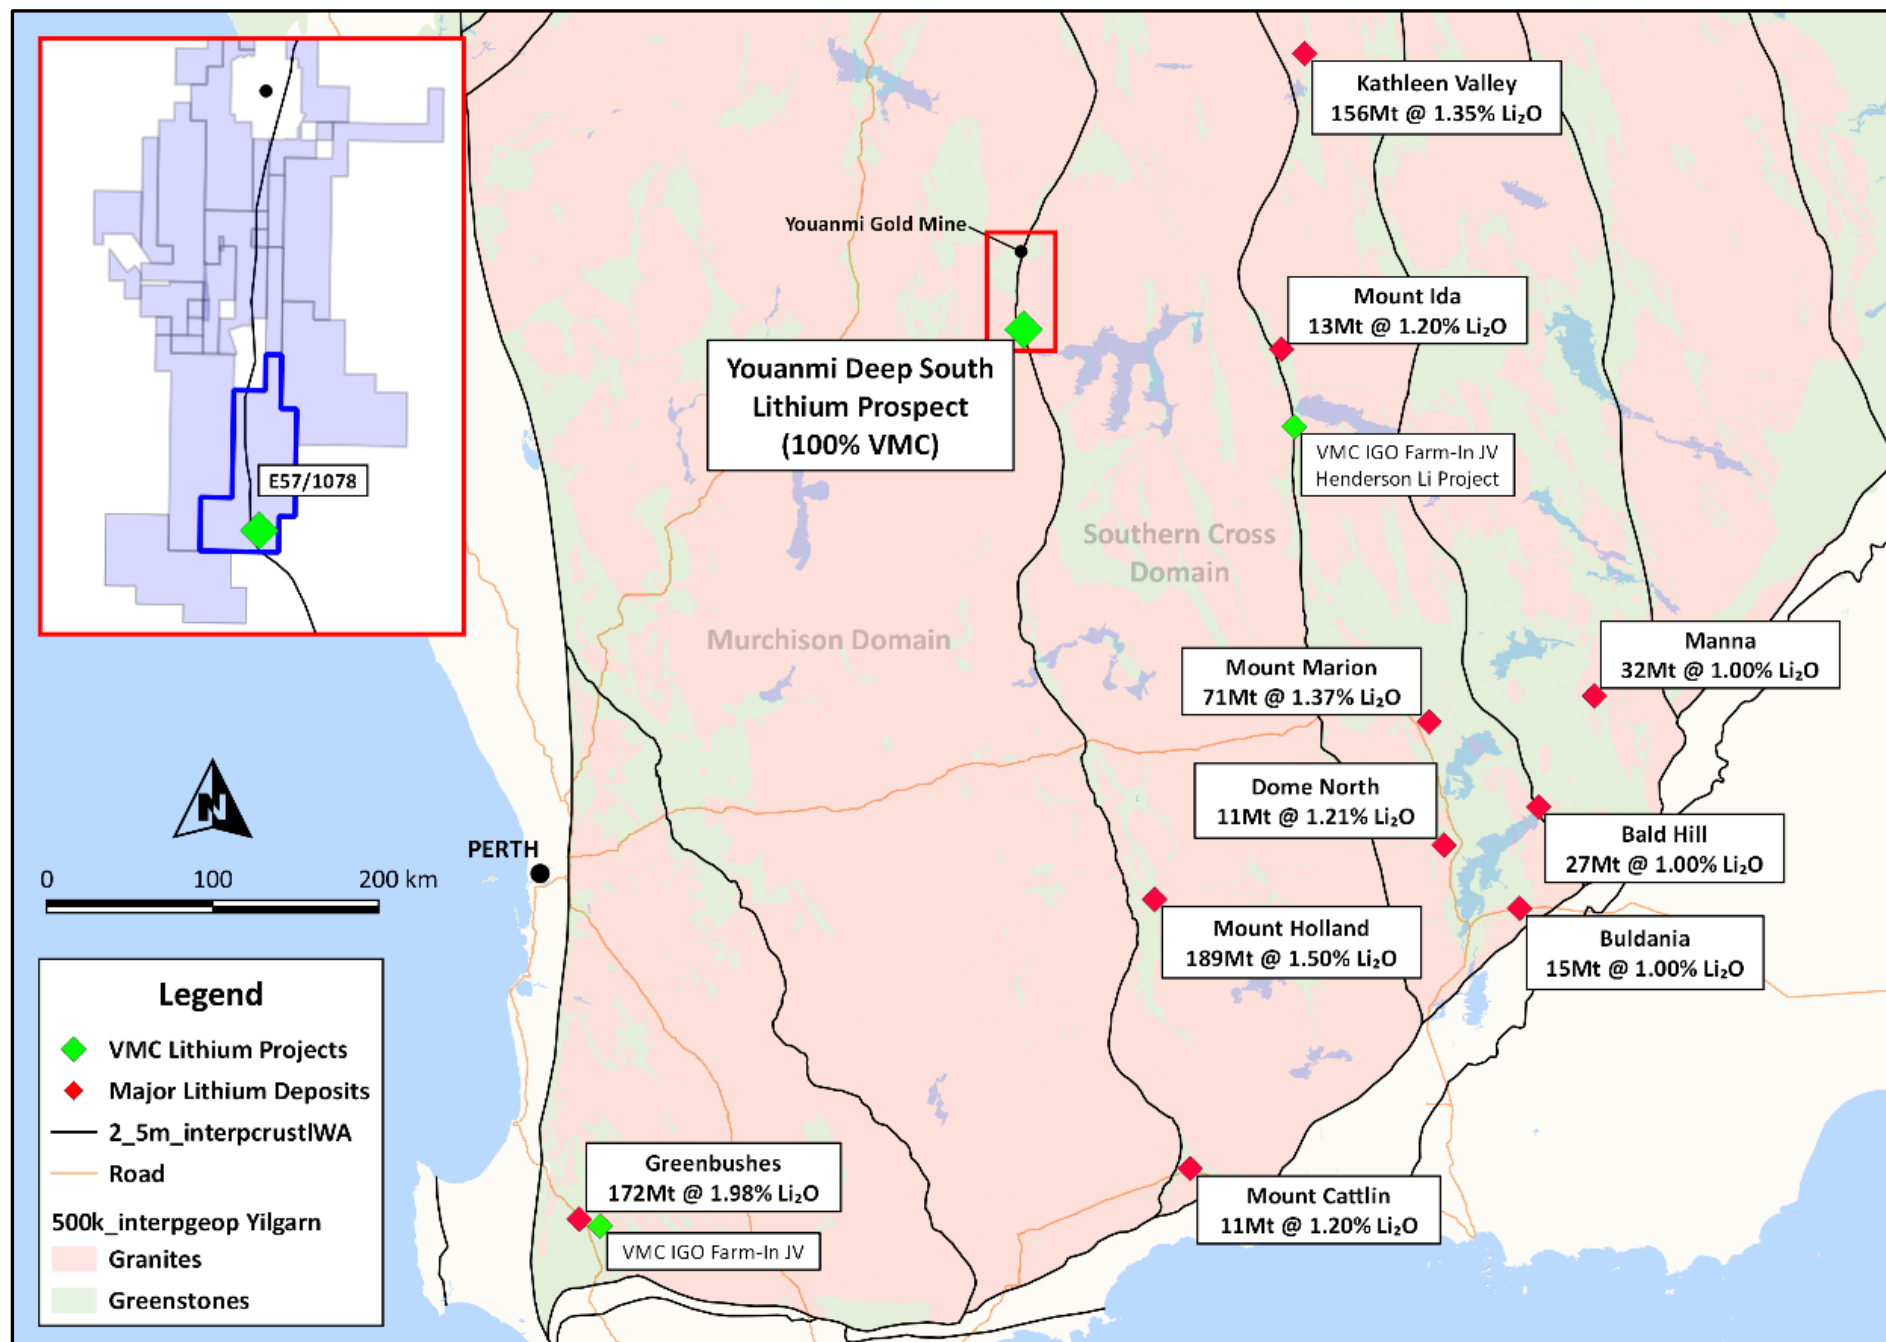 E57/1078
Kathleen Valley
156Mt @ 1.35% Li₂O
Youanmi Gold Mine
Mount Ida
13Mt @ 1.20% Li₂O
Youanmi Deep South
Lithium Prospect
(100% VMC)
VMC IGO Farm-In JV
Henderson Li Project
Southern Cross
Domain
Murchison Domain
Manna
32Mt @ 1.00% Li₂O
Mount Marion
71Mt @ 1.37% Li₂O
Dome North
11Mt @ 1.21% Li₂O
Bald Hill
27Mt @ 1.00% Li₂O
N
PERTH
0 100 200 km
Mount Holland
189Mt @ 1.50% Li₂O
Buldania
15Mt @ 1.00% Li₂O
Legend
VMC Lithium Projects
Major Lithium Deposits
2_5m_interpcrustlWA
Road
500k_interpgeop Yilgarn
Granites
Greenstones
Greenbushes
172Mt @ 1.98% Li₂O
VMC IGO Farm-In JV
Mount Cattlin
11Mt @ 1.20% Li₂O